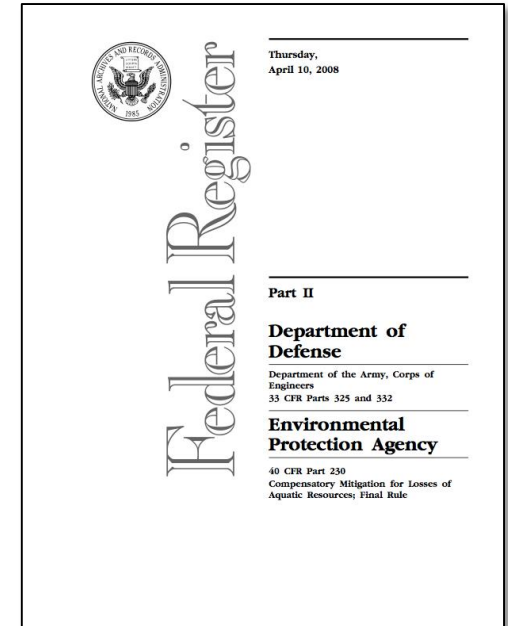 NATIONAL ARCHIVES AND RECORDS ADMINISTRATION
1985
Federal Register
Thursday,
April 10, 2008
Part II
Department of
Defense
Department of the Army, Corps of
Engineers
33 CFR Parts 325 and 332
Environmental
Protection Agency
40 CFR Part 230
Compensatory Mitigation for Losses of
Aquatic Resources; Final Rule